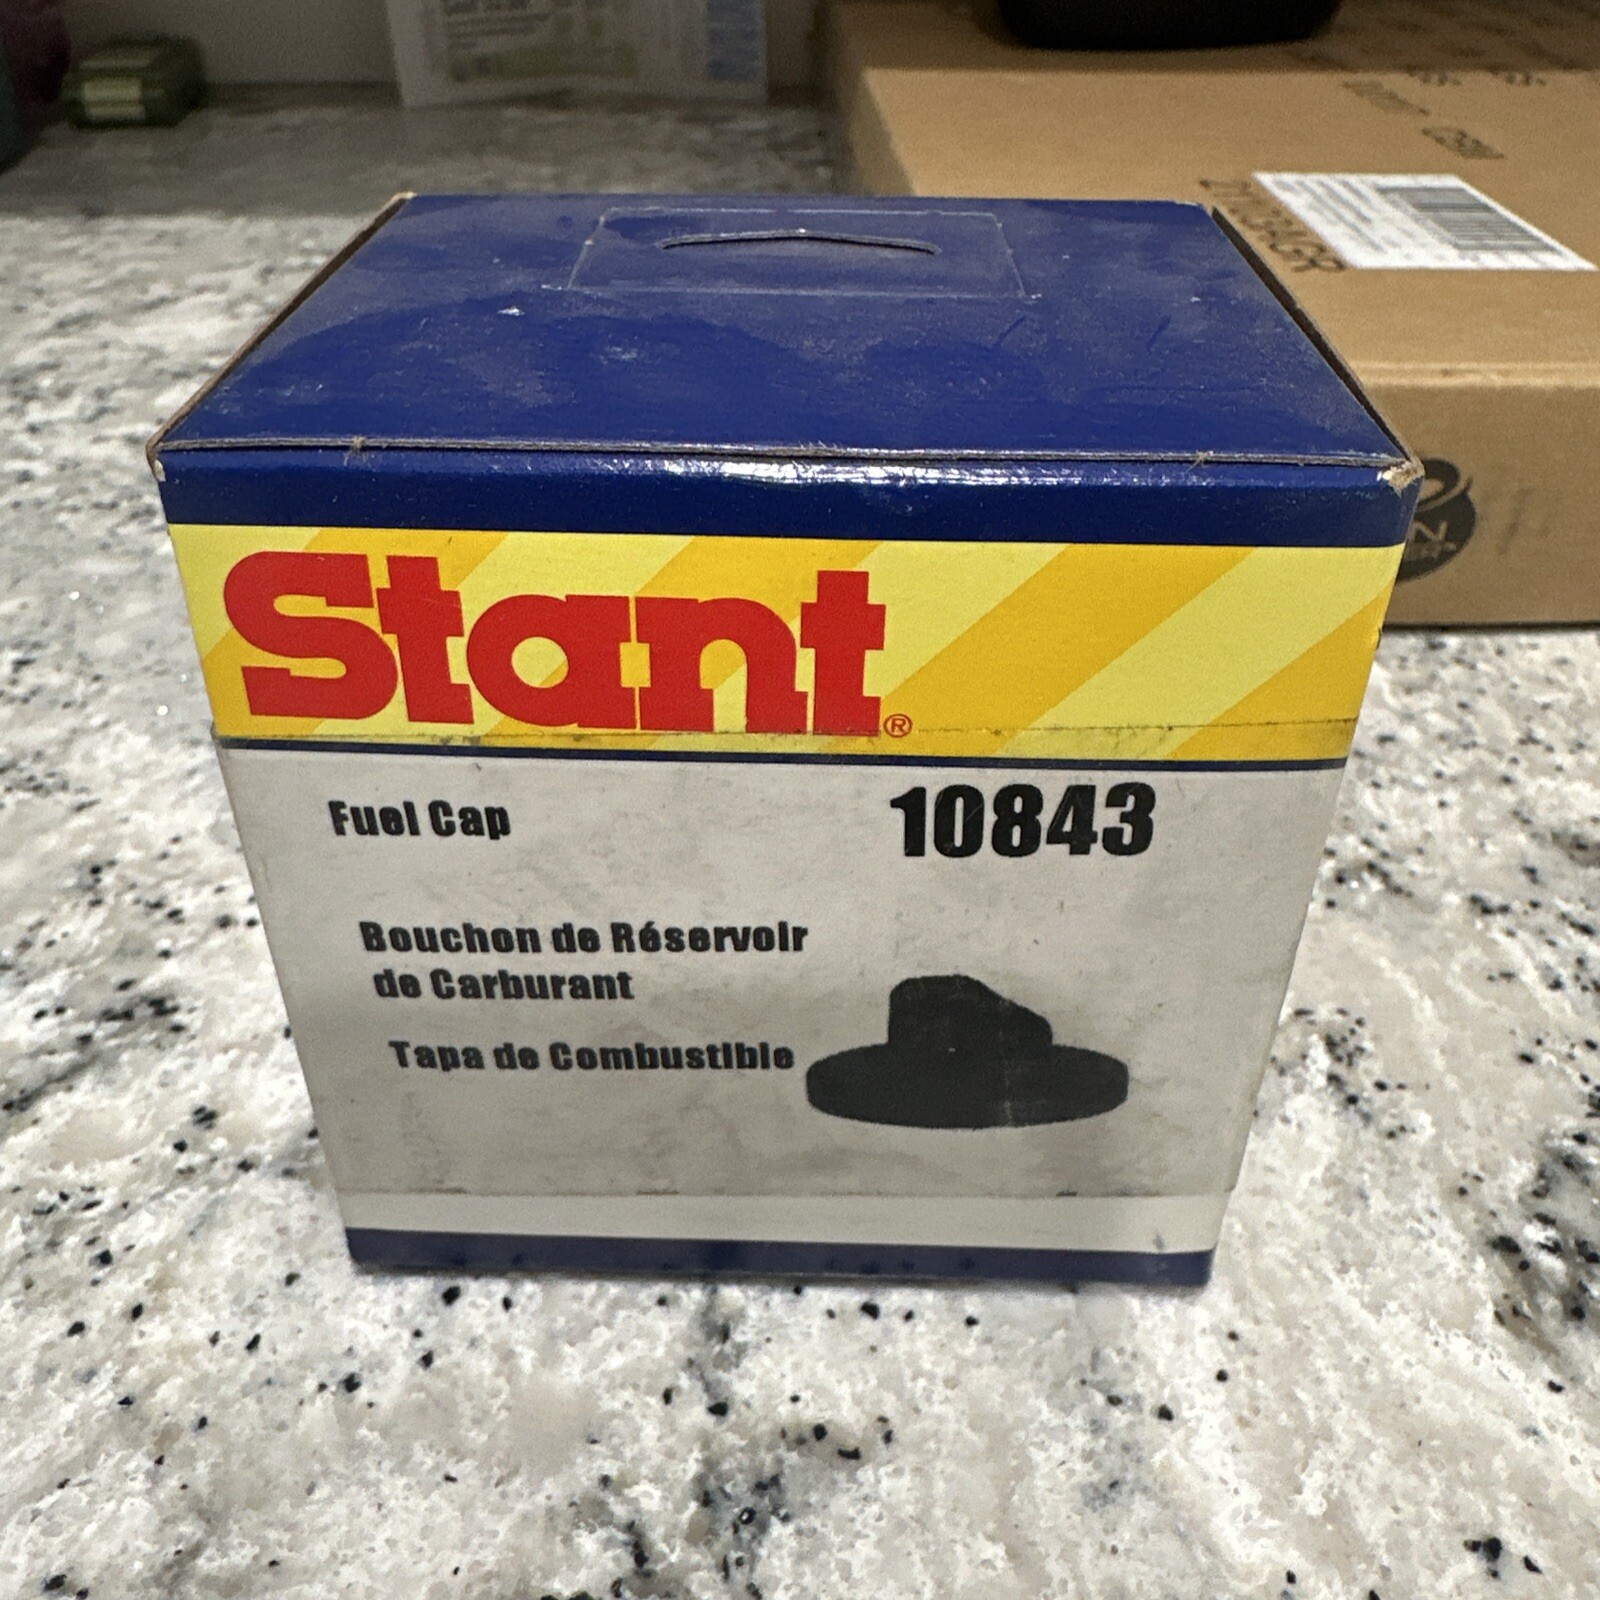 Stant®
Fuel Cap
10843
Bouchon de Réservoir
de Carburant
Tapa de Combustible